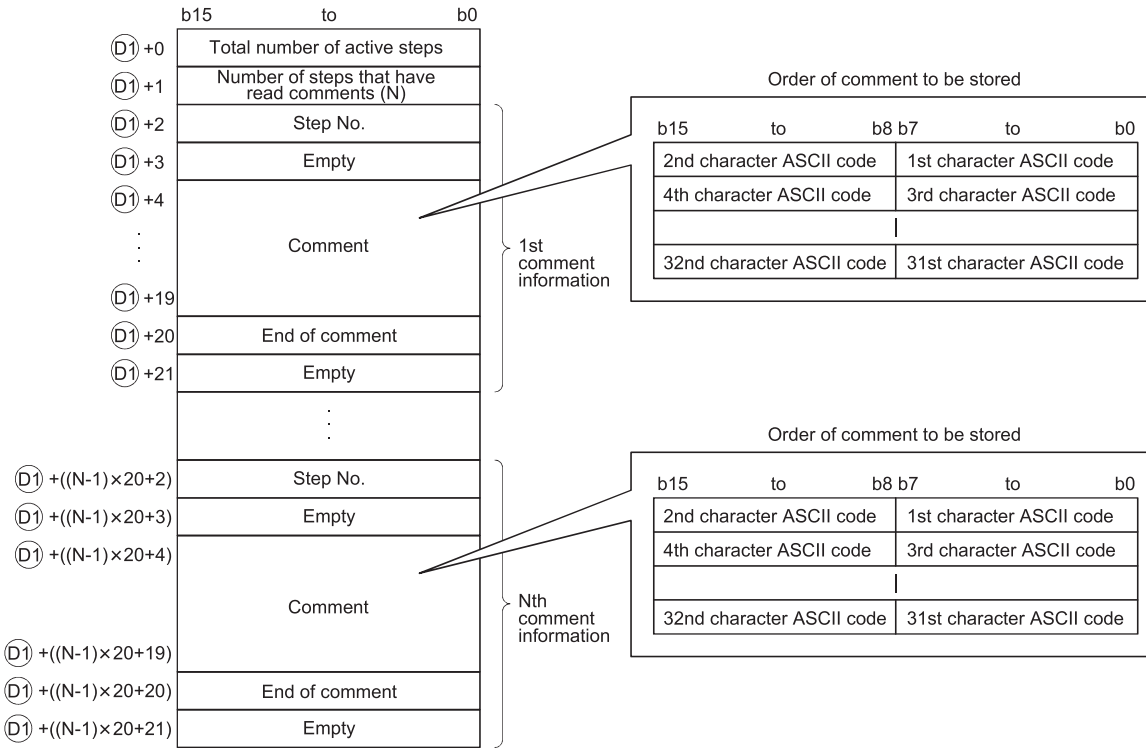 b15 to b0
D1 +0 Total number of active steps
D1 +1 Number of steps that have
read comments (N)
D1 +2 Step No.
D1 +3 Empty
D1 +4
Comment
D1 +19
D1 +20 End of comment
D1 +21 Empty
1st
comment
information
Order of comment to be stored
b15 to b8 b7 to b0
2nd character ASCII code 1st character ASCII code
4th character ASCII code 3rd character ASCII code
32nd character ASCII code 31st character ASCII code
D1 +((N-1)×20+2) Step No.
D1 +((N-1)×20+3) Empty
D1 +((N-1)×20+4)
Comment
D1 +((N-1)×20+19)
D1 +((N-1)×20+20) End of comment
D1 +((N-1)×20+21) Empty
Nth
comment
information
Order of comment to be stored
b15 to b8 b7 to b0
2nd character ASCII code 1st character ASCII code
4th character ASCII code 3rd character ASCII code
32nd character ASCII code 31st character ASCII code